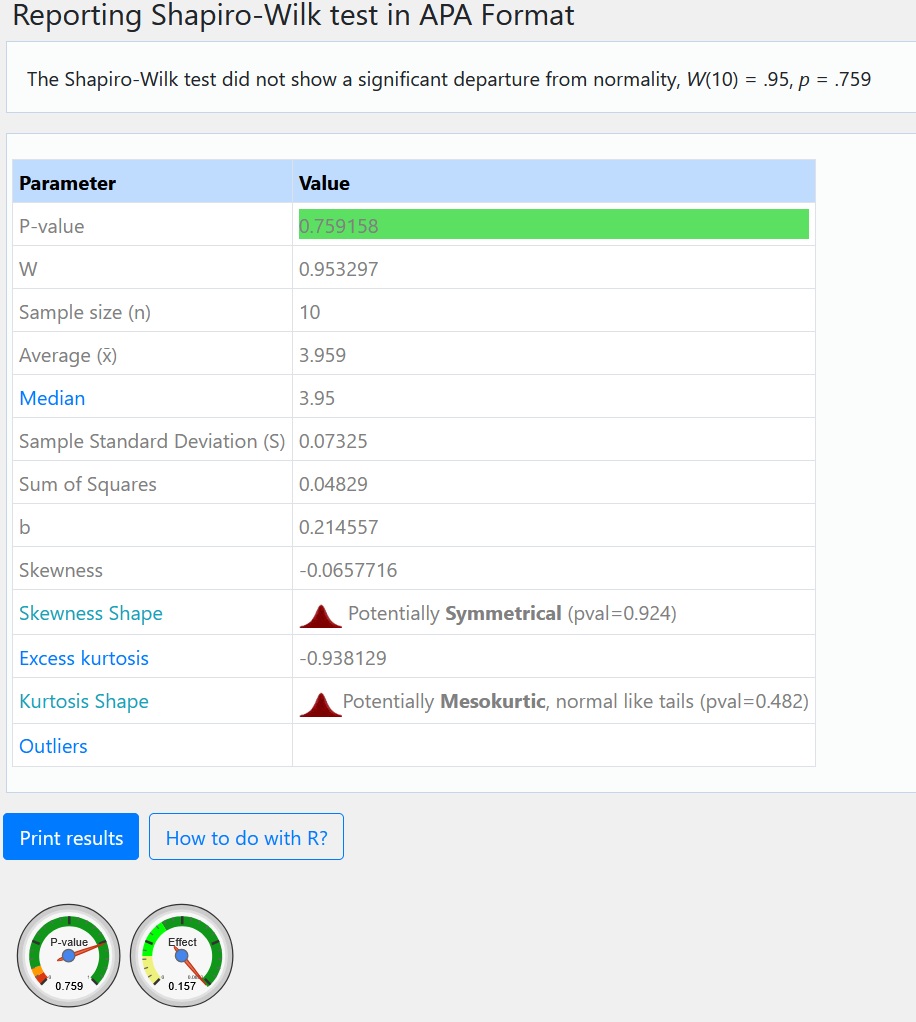 Reporting Shapiro-Wilk test in APA Format
The Shapiro-Wilk test did not show a significant departure from normality, W(10) = .95, p = .759
Parameter Value
P-value 0.759158
W 0.953297
Sample size (n) 10
Average (x̄) 3.959
Median 3.95
Sample Standard Deviation (S) 0.07325
Sum of Squares 0.04829
b 0.214557
Skewness -0.0657716
Skewness Shape Potentially Symmetrical (pval=0.924)
Excess kurtosis -0.938129
Kurtosis Shape Potentially Mesokurtic, normal like tails (pval=0.482)
Outliers
Print results How to do with R?
P-value Effect
0.759 0.157